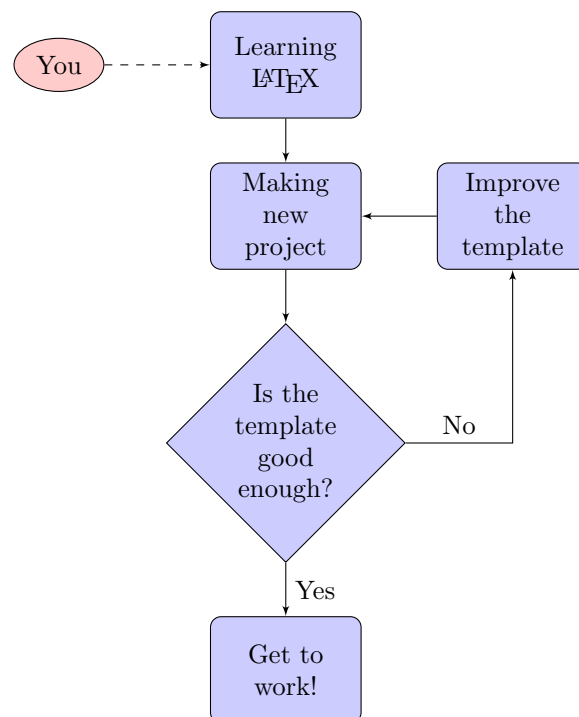 You
Learning
LATEX
Making
new
project
Improve
the
template
Is the
template
good
enough?
No
Yes
Get to
work!